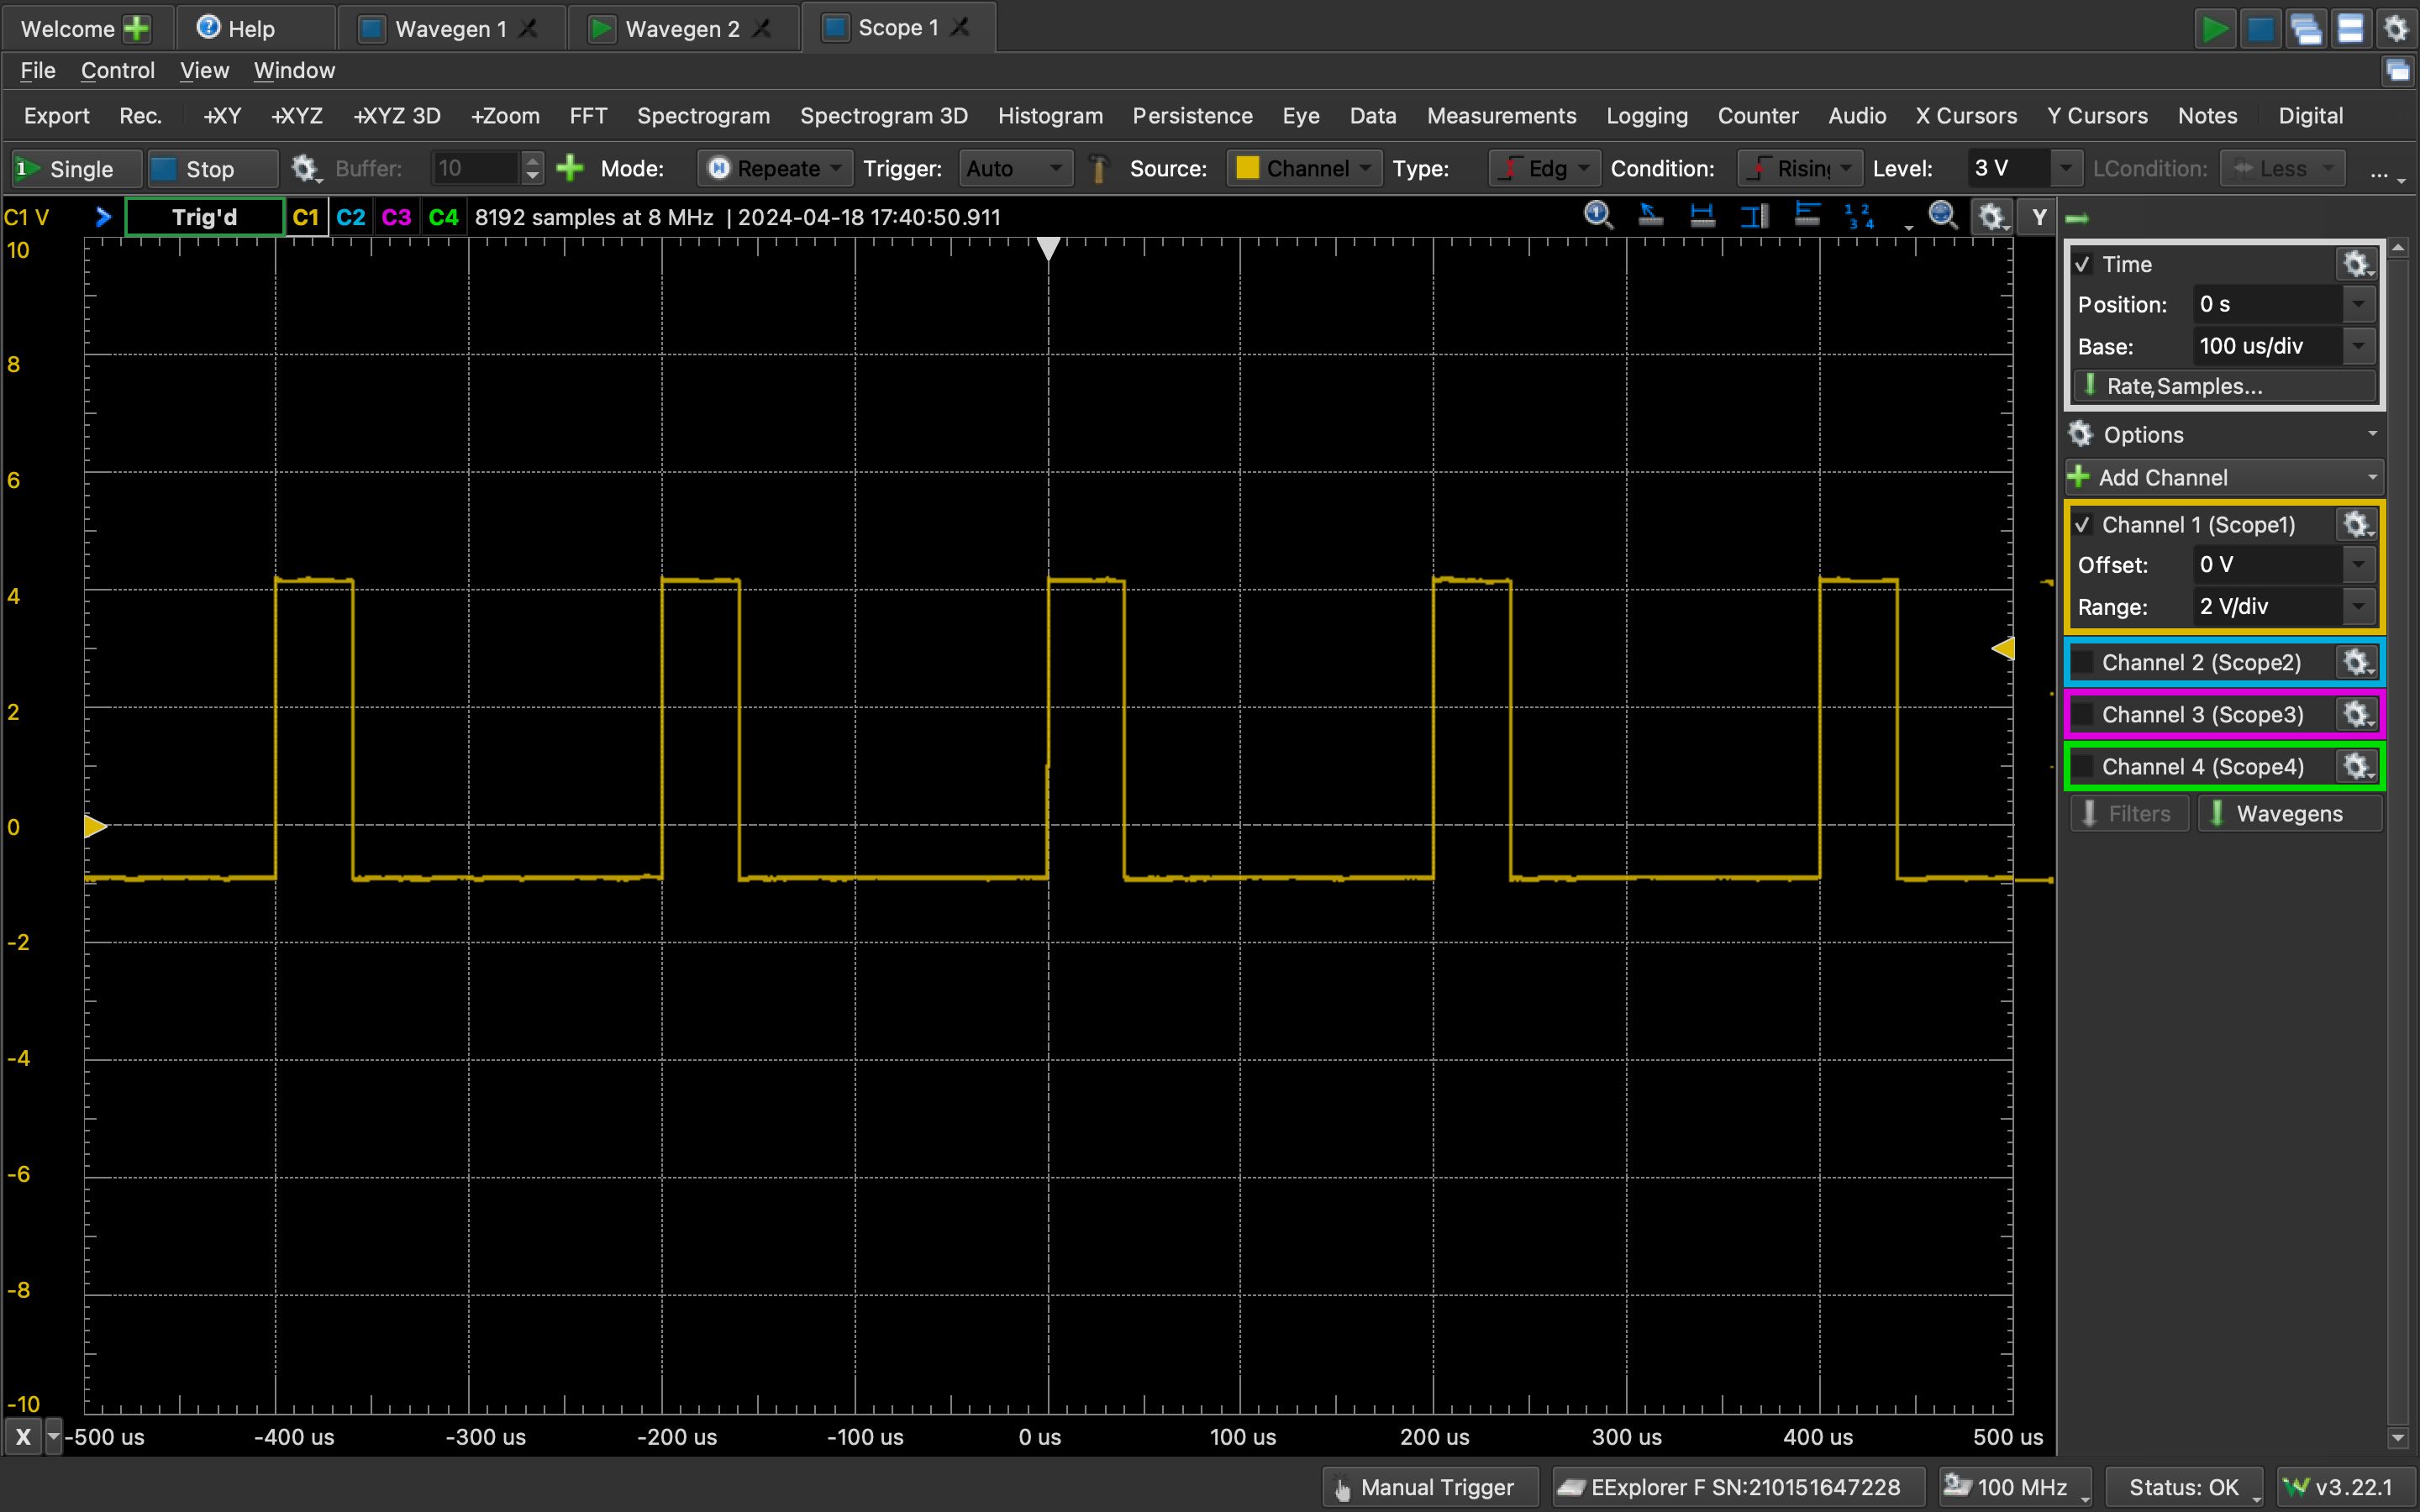 Welcome Help Wavegen 1 Wavegen 2 Scope 1
File Control View Window
Export Rec. +XY +XYZ +XYZ 3D +Zoom FFT Spectrogram Spectrogram 3D Histogram Persistence Eye Data Measurements Logging Counter Audio X Cursors Y Cursors Notes Digital
1 Single Stop Buffer: 10 Mode: Repeate Trigger: Auto Source: Channel Type: Edg Condition: Rising Level: 3 V LCondition: Less ...
C1 V Trig'd C1 C2 C3 C4 8192 samples at 8 MHz | 2024-04-18 17:40:50.911 1 1 2 3 4 Y
10
8
6
4
2
0
-2
-4
-6
-8
-10
X -500 us -400 us -300 us -200 us -100 us 0 us 100 us 200 us 300 us 400 us 500 us
Time
Position: 0 s
Base: 100 us/div
Rate,Samples...
Options
Add Channel
Channel 1 (Scope1)
Offset: 0 V
Range: 2 V/div
Channel 2 (Scope2)
Channel 3 (Scope3)
Channel 4 (Scope4)
Filters Wavegens
Manual Trigger EExplorer F SN:210151647228 100 MHz Status: OK W v3.22.1